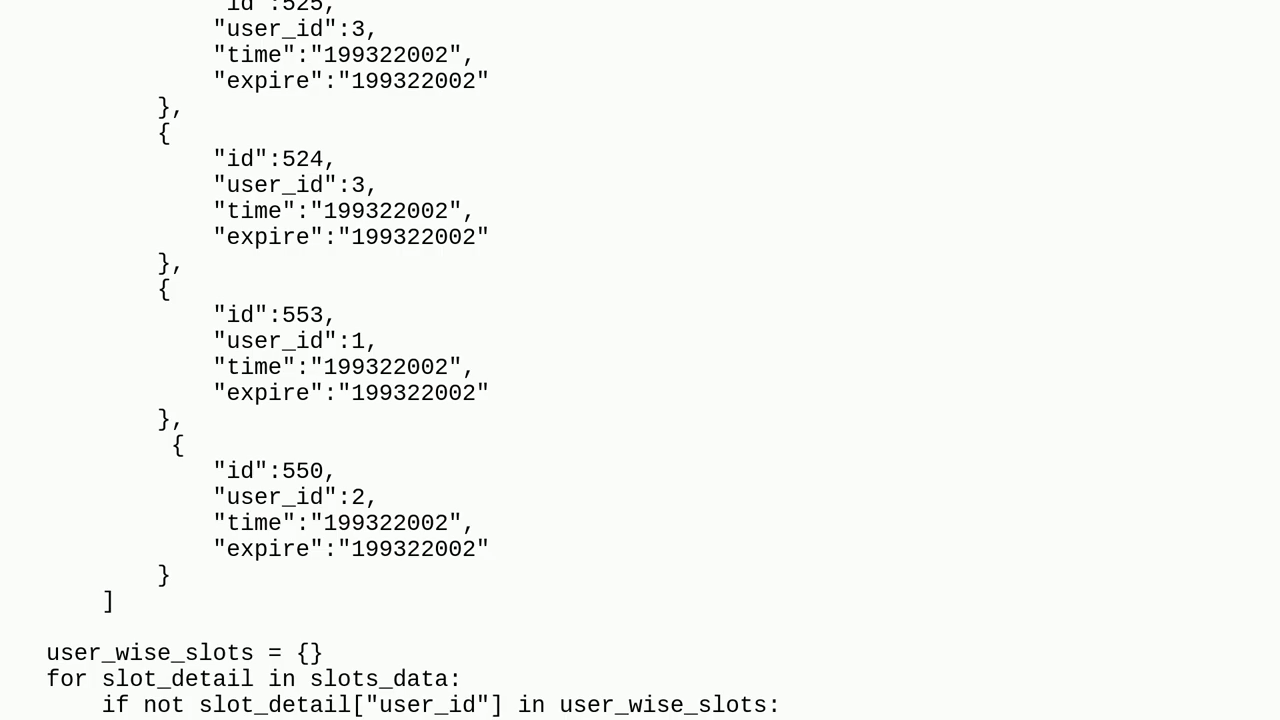 "id":525,
"user_id":3,
"time":"199322002",
"expire":"199322002"
},
{
"id":524,
"user_id":3,
"time":"199322002",
"expire":"199322002"
},
{
"id":553,
"user_id":1,
"time":"199322002",
"expire":"199322002"
},
{
"id":550,
"user_id":2,
"time":"199322002",
"expire":"199322002"
}
]
user_wise_slots = {}
for slot_detail in slots_data:
if not slot_detail["user_id"] in user_wise_slots: